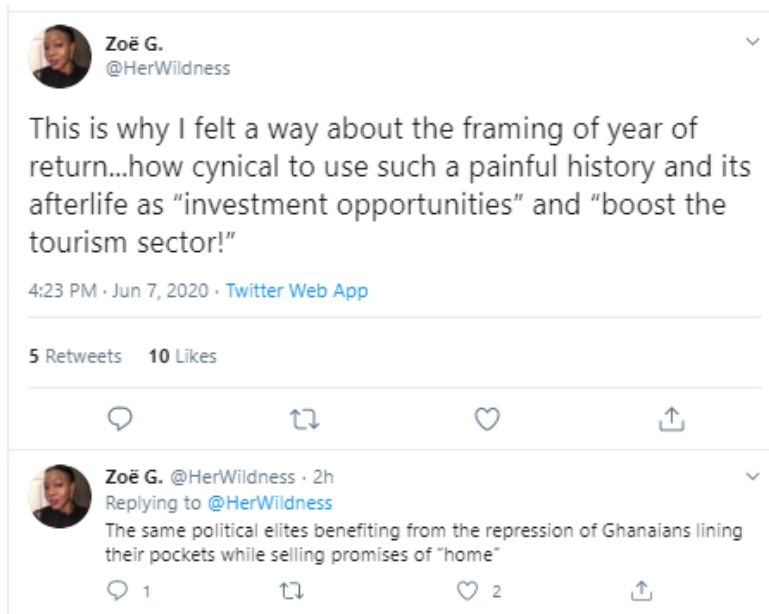 Zoë G.
@HerWildness
This is why I felt a way about the framing of year of
return...how cynical to use such a painful history and its
afterlife as “investment opportunities” and “boost the
tourism sector!”
4:23 PM · Jun 7, 2020 · Twitter Web App
5 Retweets 10 Likes
Zoë G. @HerWildness · 2h
Replying to @HerWildness
The same political elites benefiting from the repression of Ghanaians lining
their pockets while selling promises of “home”
1 2